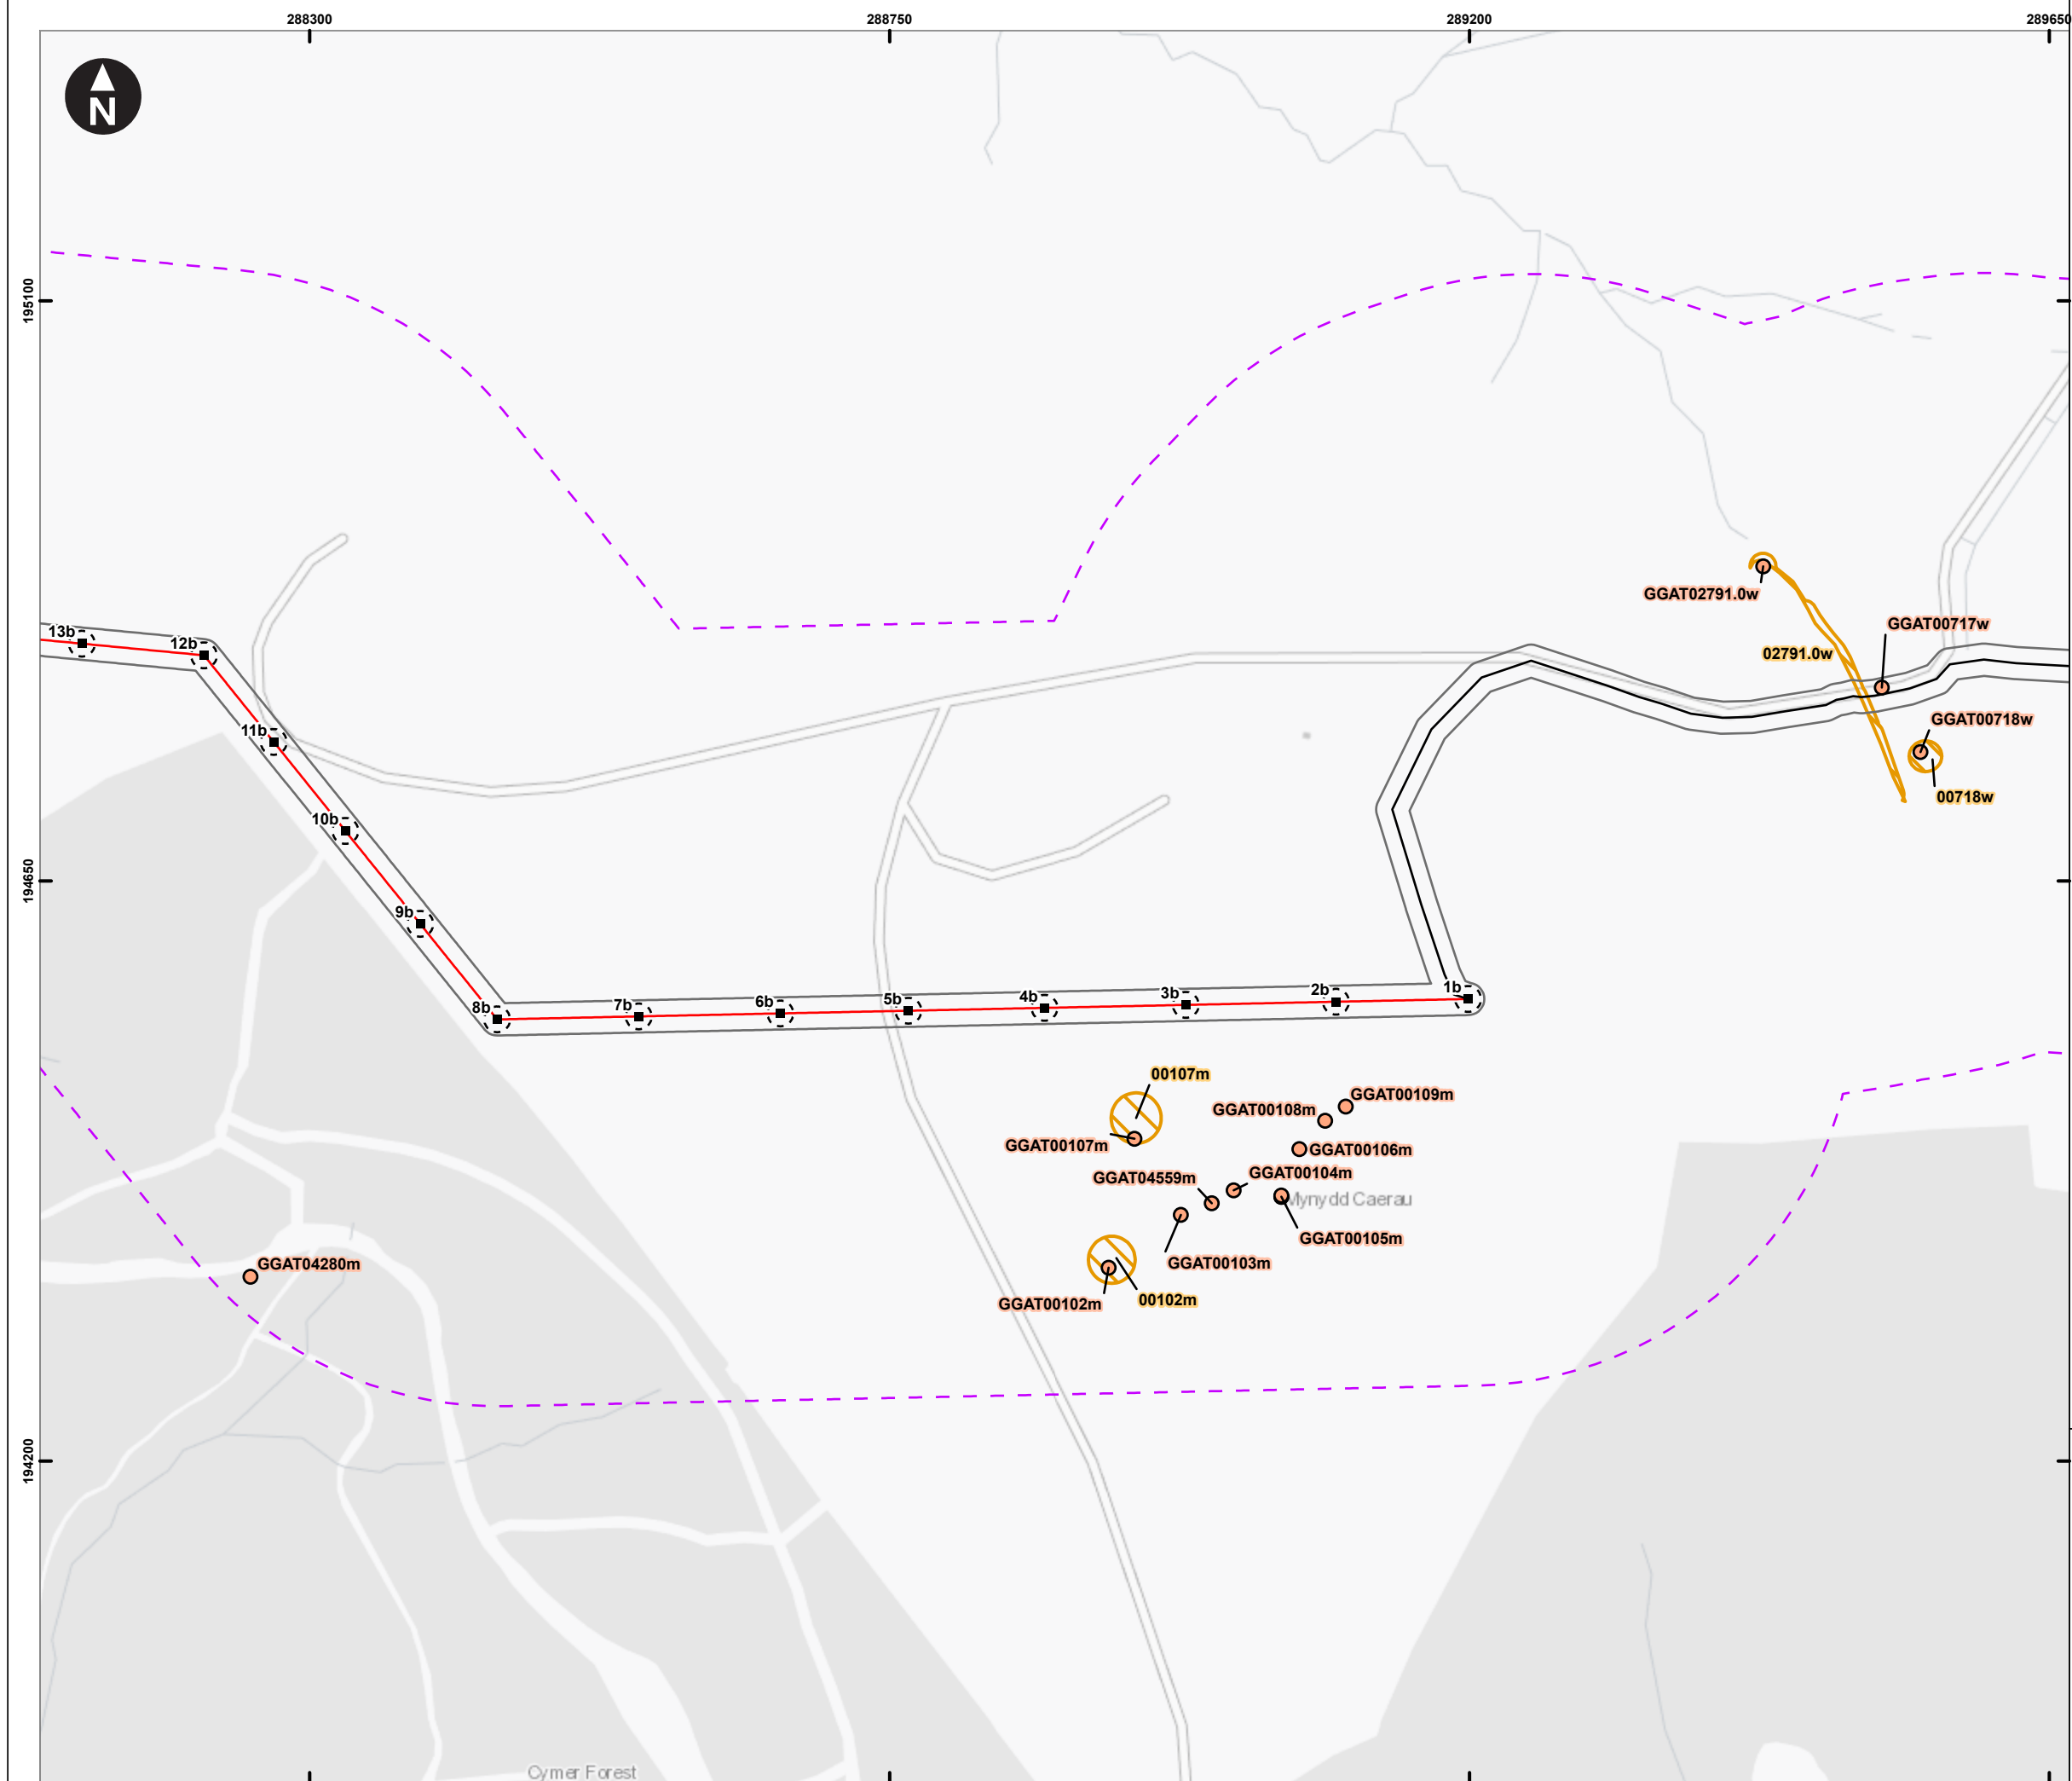 288300
288750
289200
289650
N
195100
GGAT02791.0w
GGAT00717w
13b
12b
02791.0w
11b
GGAT00718w
00718w
10b
194650
9b
8b
7b
6b
5b
4b
3b
2b
1b
00107m
GGAT00109m
GGAT00108m
GGAT00107m
GGAT00106m
GGAT04559m
GGAT00104m
Mynydd Caerau
GGAT00105m
GGAT00103m
GGAT04280m
GGAT00102m
00102m
194200
Cymer Forest